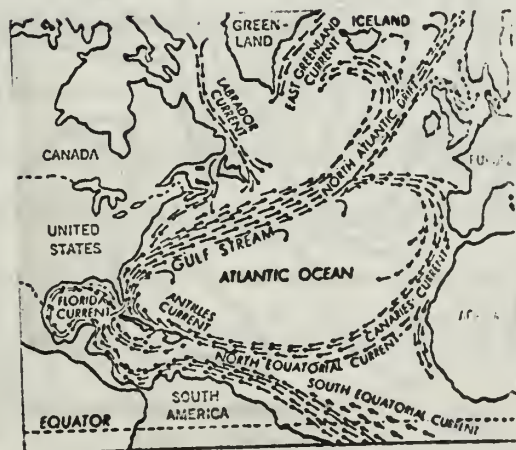 GREEN-
LAND
ICELAND
EAST GREENLAND
CURRENT
LABRADOR
CURRENT
NORTH ATLANTIC DRIFT
CANADA
UNITED
STATES
GULF STREAM
ATLANTIC OCEAN
FLORIDA
CURRENT
ANTILLES
CURRENT
CANARIES CURRENT
NORTH EQUATORIAL CURRENT
SOUTH EQUATORIAL CURRENT
SOUTH
AMERICA
EQUATOR